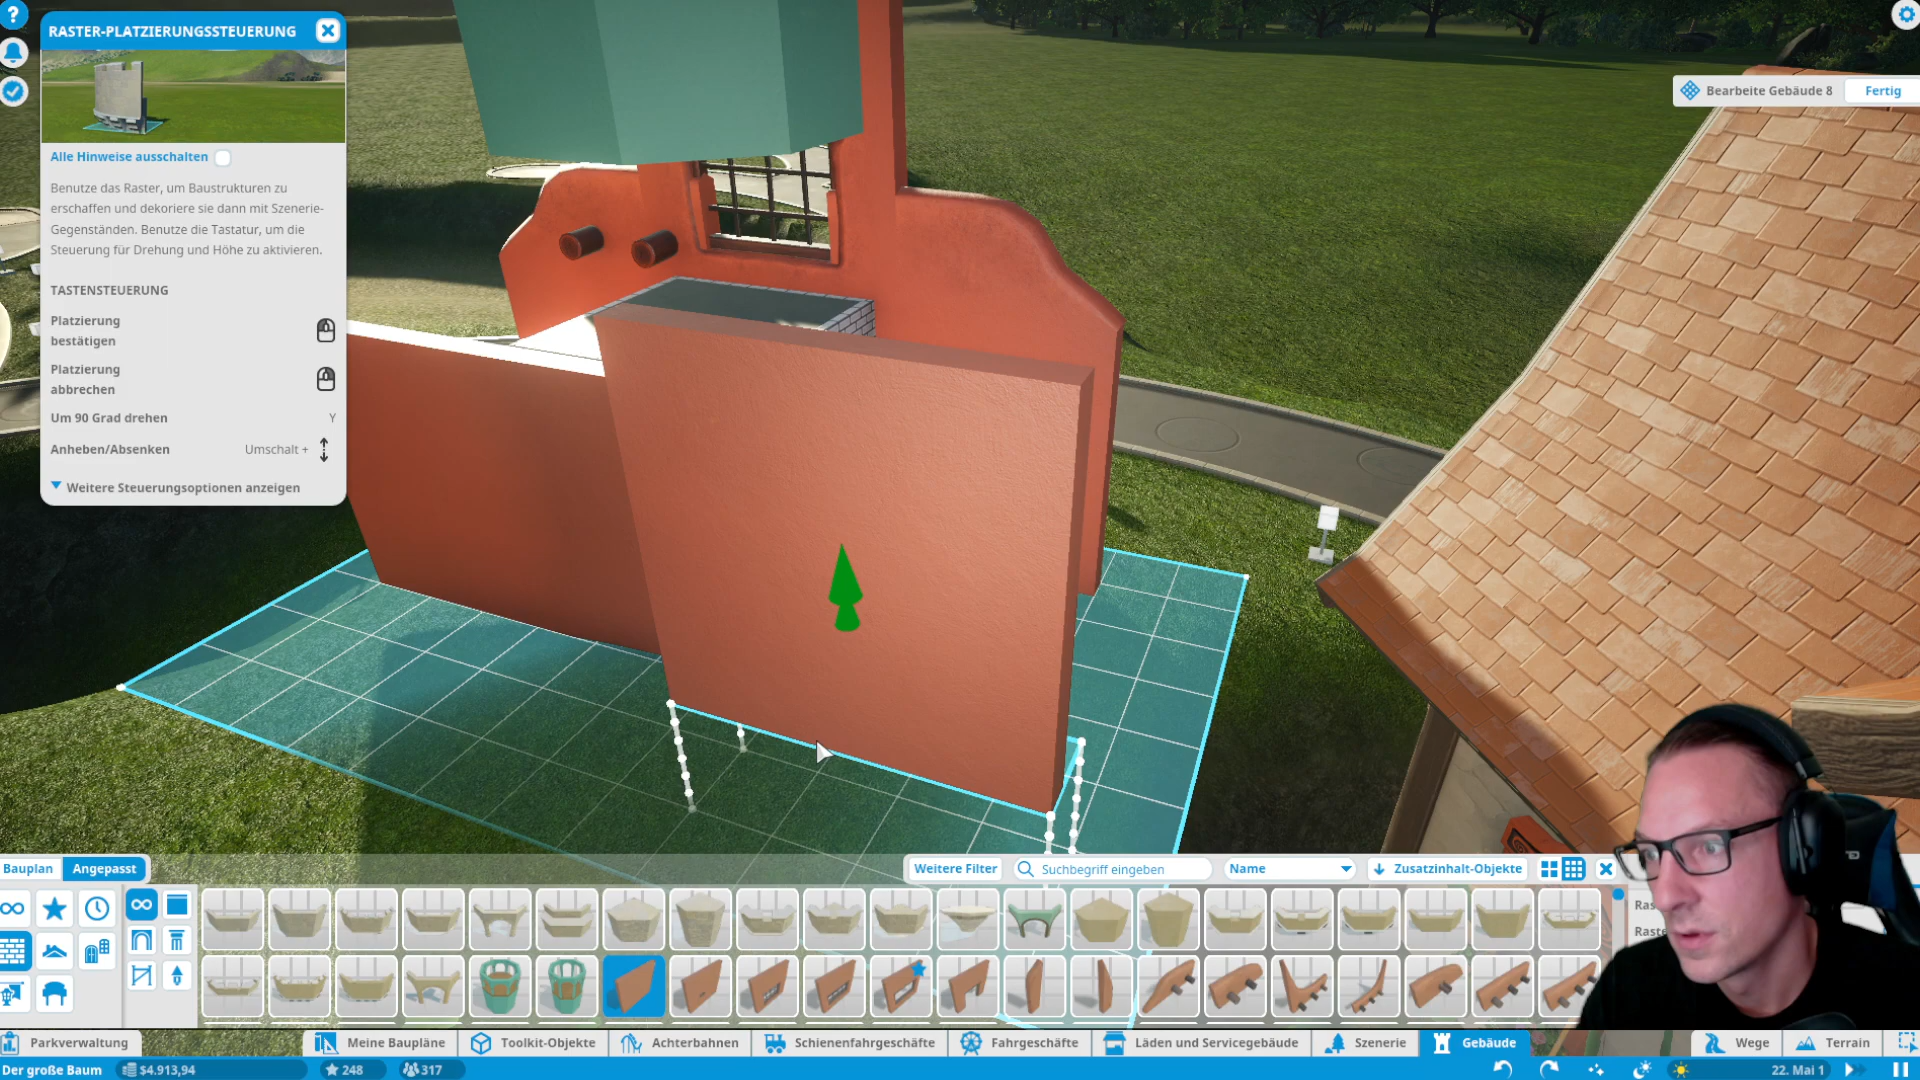 RASTER-PLATZIERUNGSSTEUERUNG
Alle Hinweise ausschalten
Benutze das Raster, um Baustrukturen zu
erschaffen und dekoriere sie dann mit Szenerie-
Gegenständen. Benutze die Tastatur, um die
Steuerung für Drehung und Höhe zu aktivieren.
TASTENSTEUERUNG
Platzierung
bestätigen
Platzierung
abbrechen
Um 90 Grad drehen Y
Anheben/Absenken Umschalt +
Weitere Steuerungsoptionen anzeigen
Bearbeite Gebäude 8 Fertig
Bauplan Angepasst
Weitere Filter Suchbegriff eingeben Name Zusatzinhalt-Objekte
Parkverwaltung Meine Baupläne Toolkit-Objekte Achterbahnen Schienenfahrgeschäfte Fahrgeschäfte Läden und Servicegebäude Szenerie Gebäude Wege Terrain
Der große Baum $4.913,94 248 317 22. Mai 1